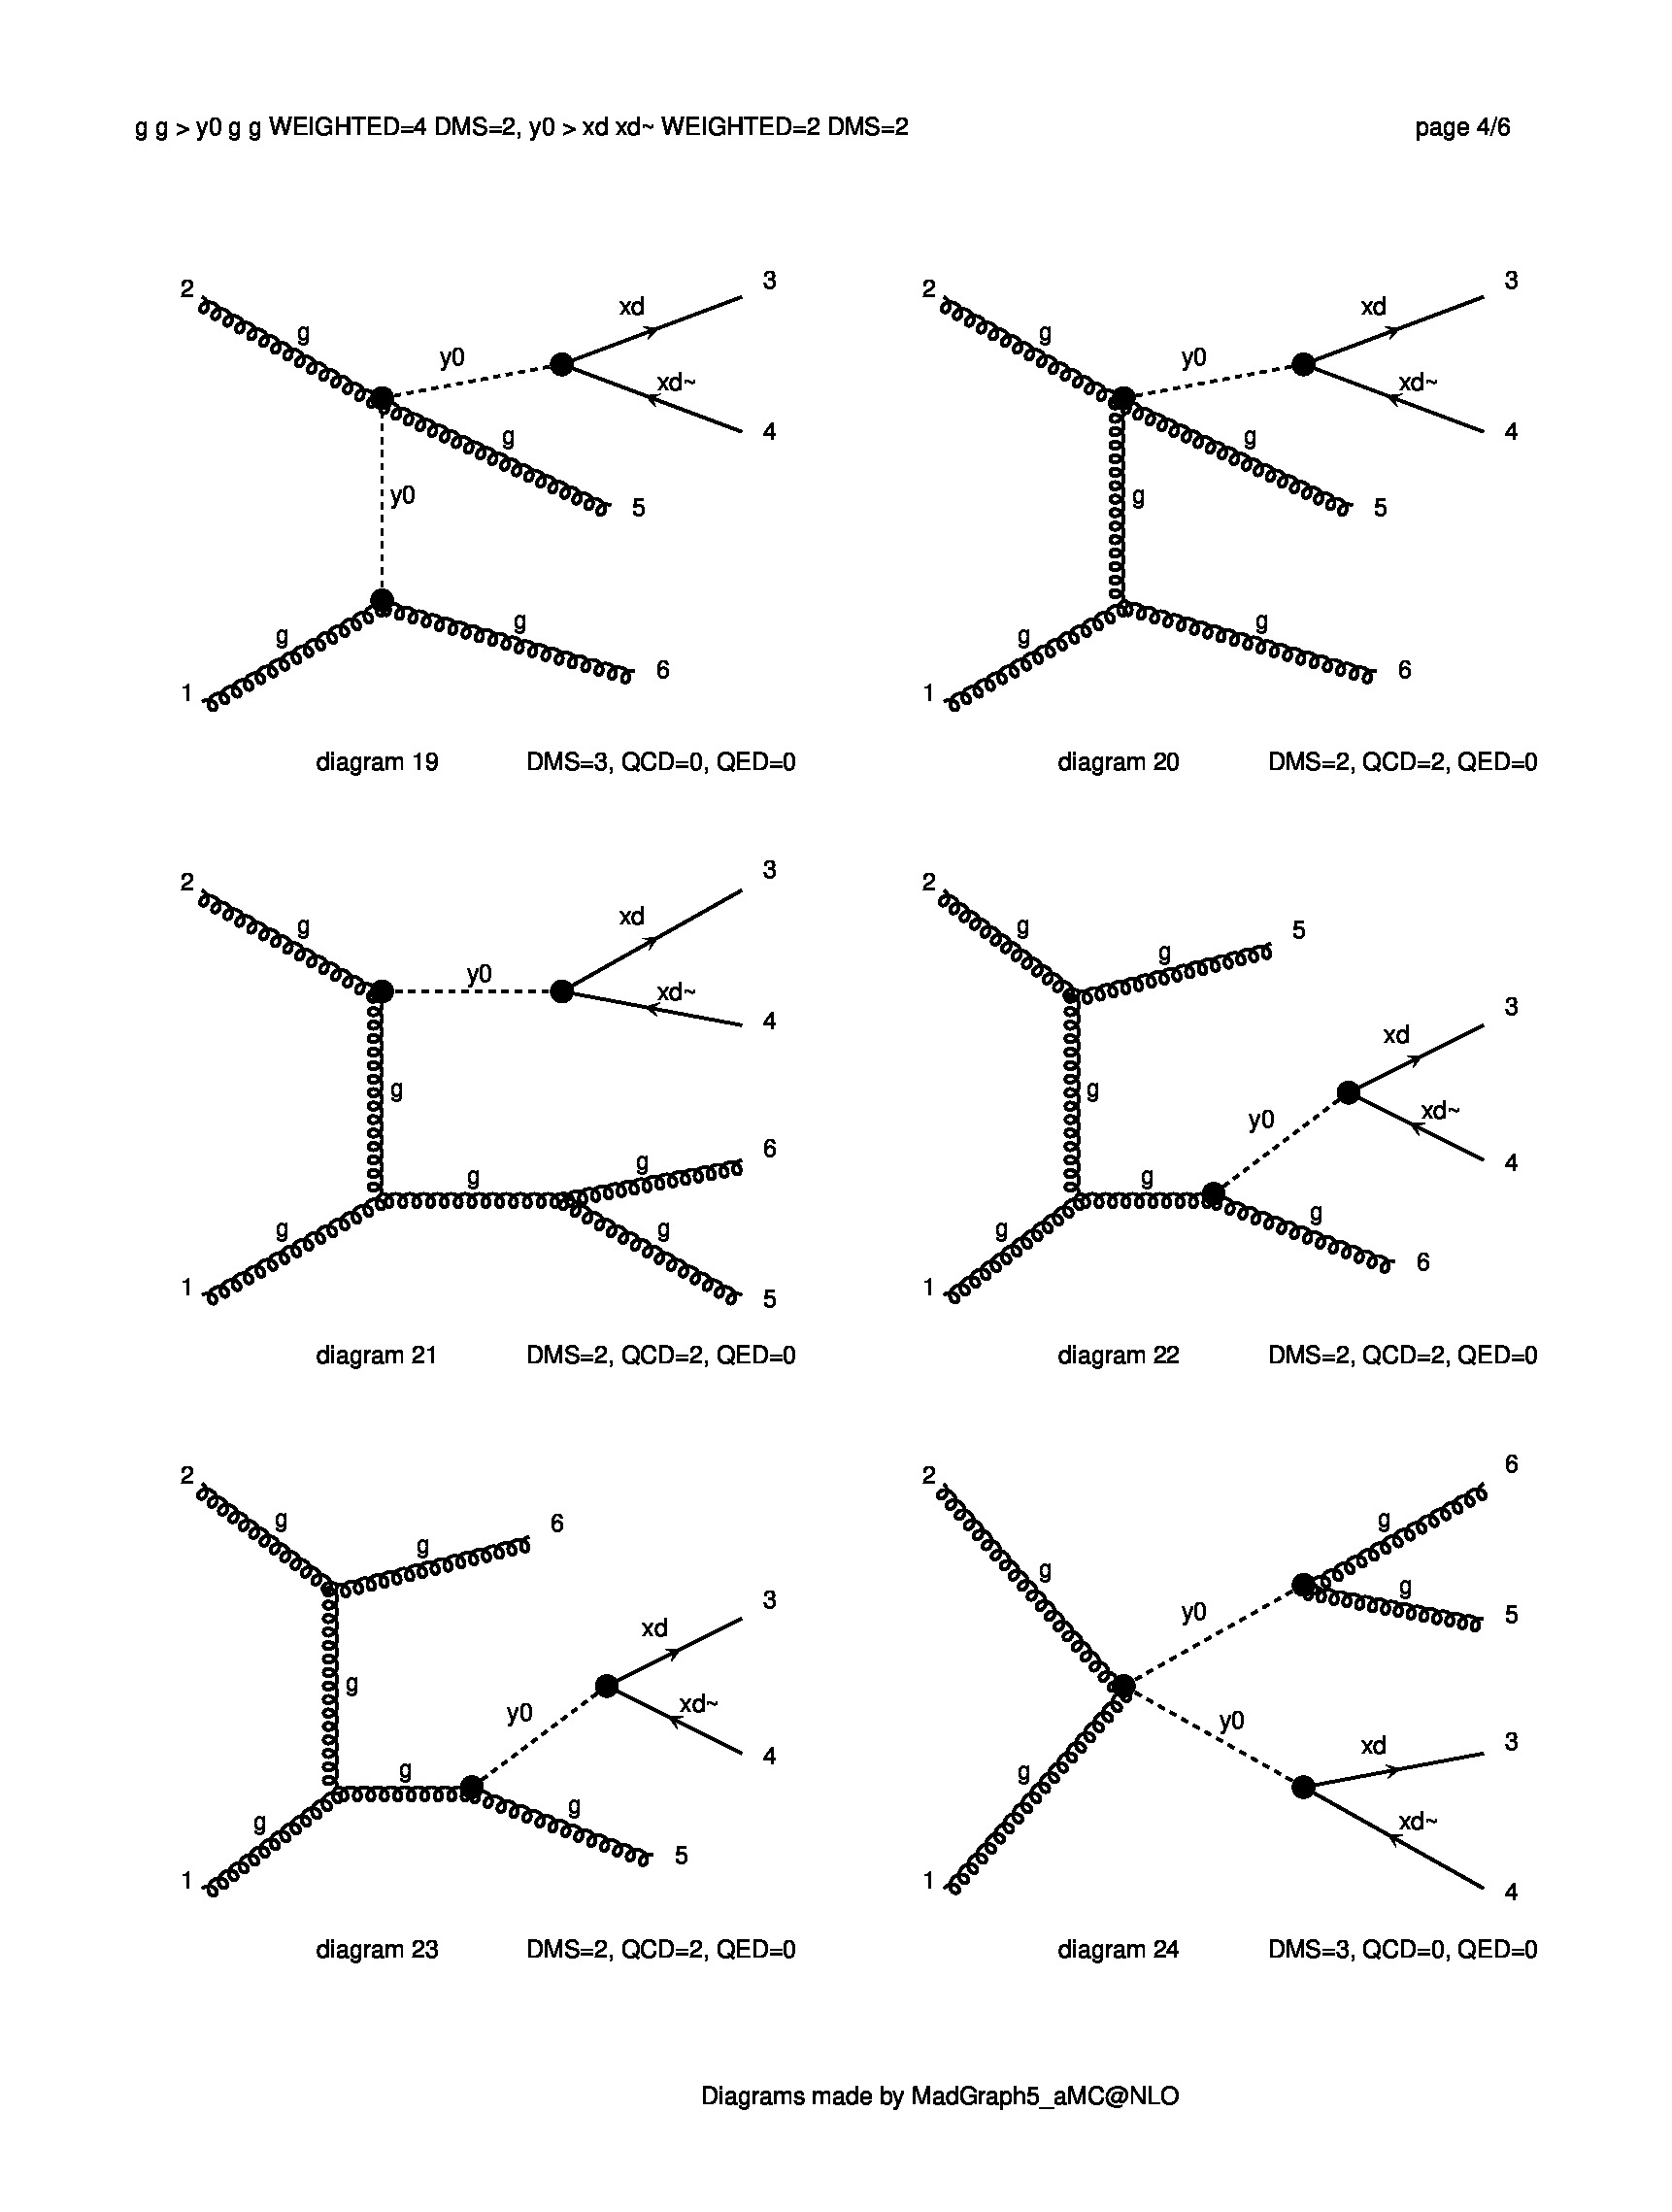 g g > y0 g g WEIGHTED=4 DMS=2, y0 > xd xd~ WEIGHTED=2 DMS=2 page 4/6
2 g y0 xd 3
xd~ 4
g 5
y0
g g 6
1
diagram 19 DMS=3, QCD=0, QED=0
2 g y0 xd 3
xd~ 4
g 5
g
g g 6
1
diagram 20 DMS=2, QCD=2, QED=0
2 g y0 xd 3
xd~ 4
g
g g 6
g g 5
1
diagram 21 DMS=2, QCD=2, QED=0
2 g g 5
xd 3
g y0 xd~ 4
g
g g 6
1
diagram 22 DMS=2, QCD=2, QED=0
2 g g 6
xd 3
g y0 xd~ 4
g
g g 5
1
diagram 23 DMS=2, QCD=2, QED=0
2 g g 6
y0 g 5
y0 xd 3
g xd~
1 4
diagram 24 DMS=3, QCD=0, QED=0
Diagrams made by MadGraph5_aMC@NLO